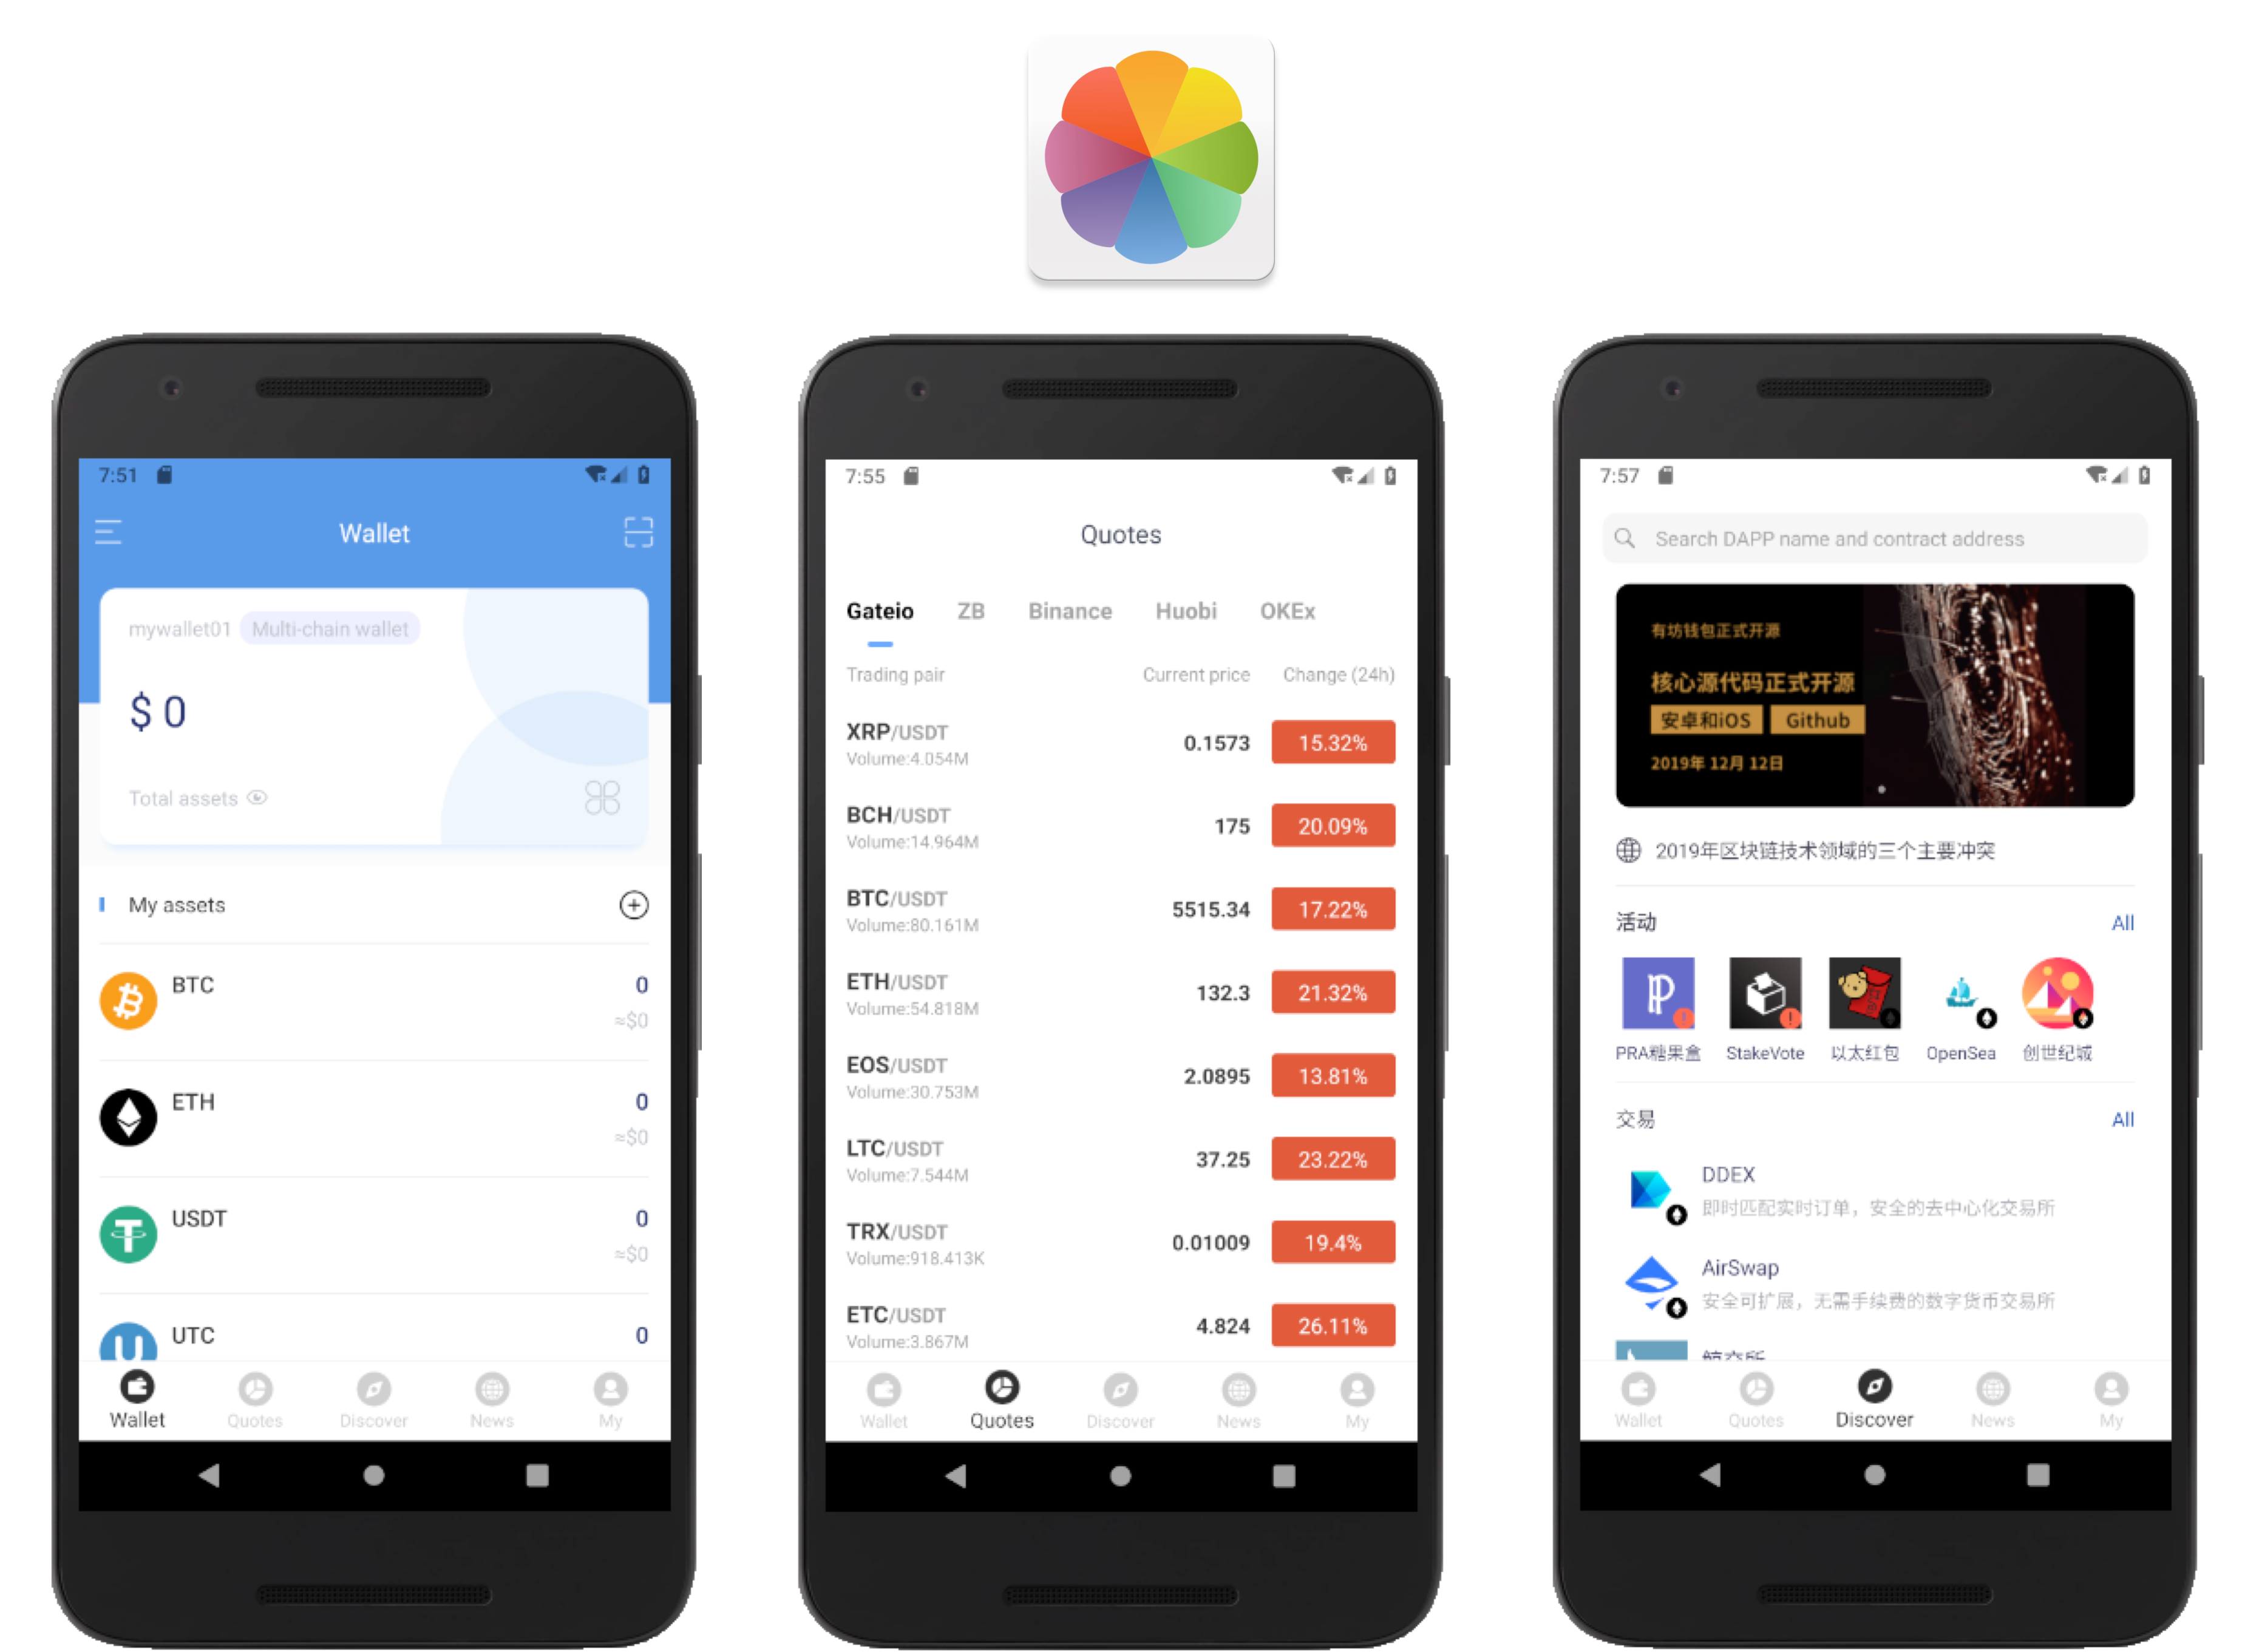 7:51
Wallet
mywallet01 Multi-chain wallet
$ 0
Total assets
My assets
BTC 0
≈$0
ETH 0
≈$0
USDT 0
≈$0
UTC 0
Wallet Quotes Discover News My
7:55
Quotes
Gateio ZB Binance Huobi OKEx
Trading pair Current price Change (24h)
XRP/USDT 0.1573 15.32%
Volume:4.054M
BCH/USDT 175 20.09%
Volume:14.964M
BTC/USDT 5515.34 17.22%
Volume:80.161M
ETH/USDT 132.3 21.32%
Volume:54.818M
EOS/USDT 2.0895 13.81%
Volume:30.753M
LTC/USDT 37.25 23.22%
Volume:7.544M
TRX/USDT 0.01009 19.4%
Volume:918.413K
ETC/USDT 4.824 26.11%
Volume:3.867M
Wallet Quotes Discover News My
7:57
Search DAPP name and contract address
有坊钱包正式开源
核心源代码正式开源
安卓和iOS Github
2019年 12月 12日
2019年区块链技术领域的三个主要冲突
活动 All
PRA糖果盒 StakeVote 以太红包 OpenSea 创世纪城
交易 All
DDEX
即时匹配实时订单，安全的去中心化交易所
AirSwap
安全可扩展，无需手续费的数字货币交易所
Wallet Quotes Discover News My